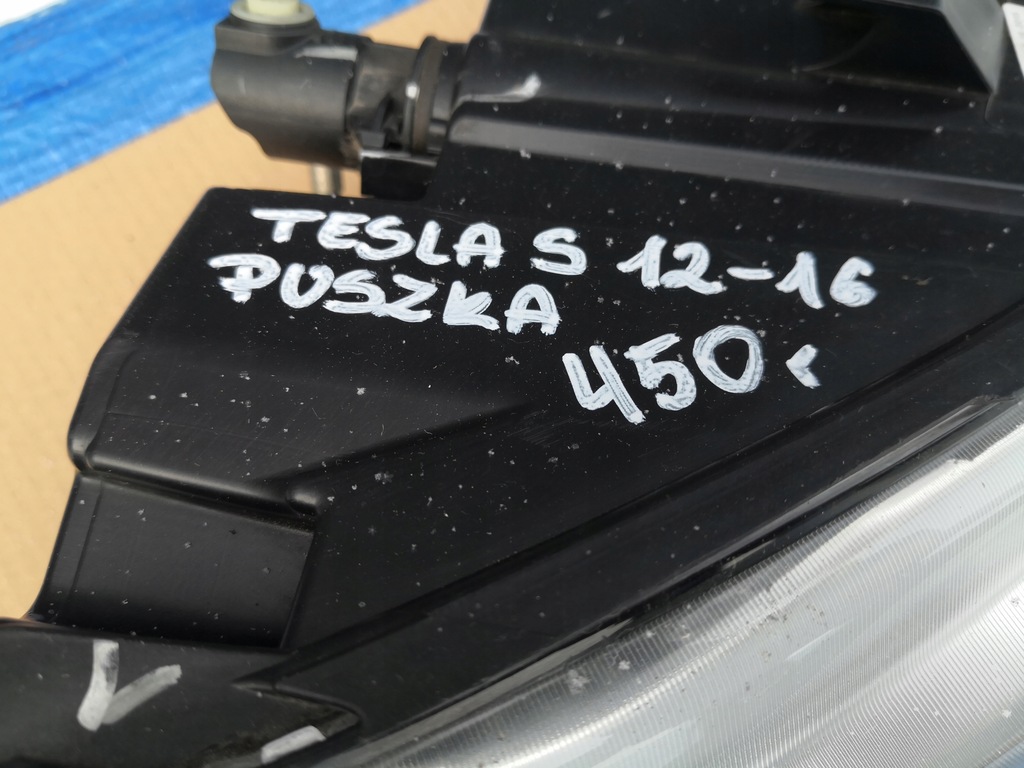 TESLA S 12-16
PUSZKA
450.
V